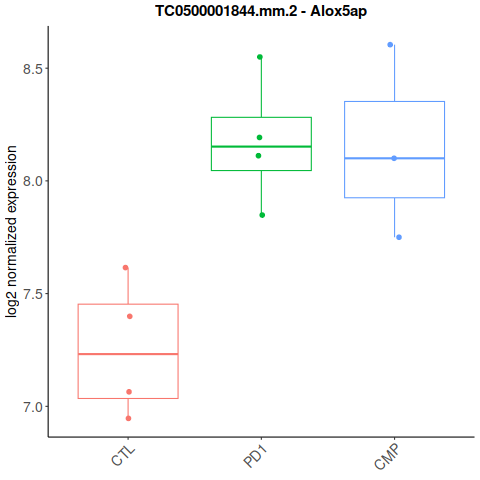 TC0500001844.mm.2 - Alox5ap
log2 normalized expression
8.5
8.0
7.5
7.0
CTL
PD1
CMP